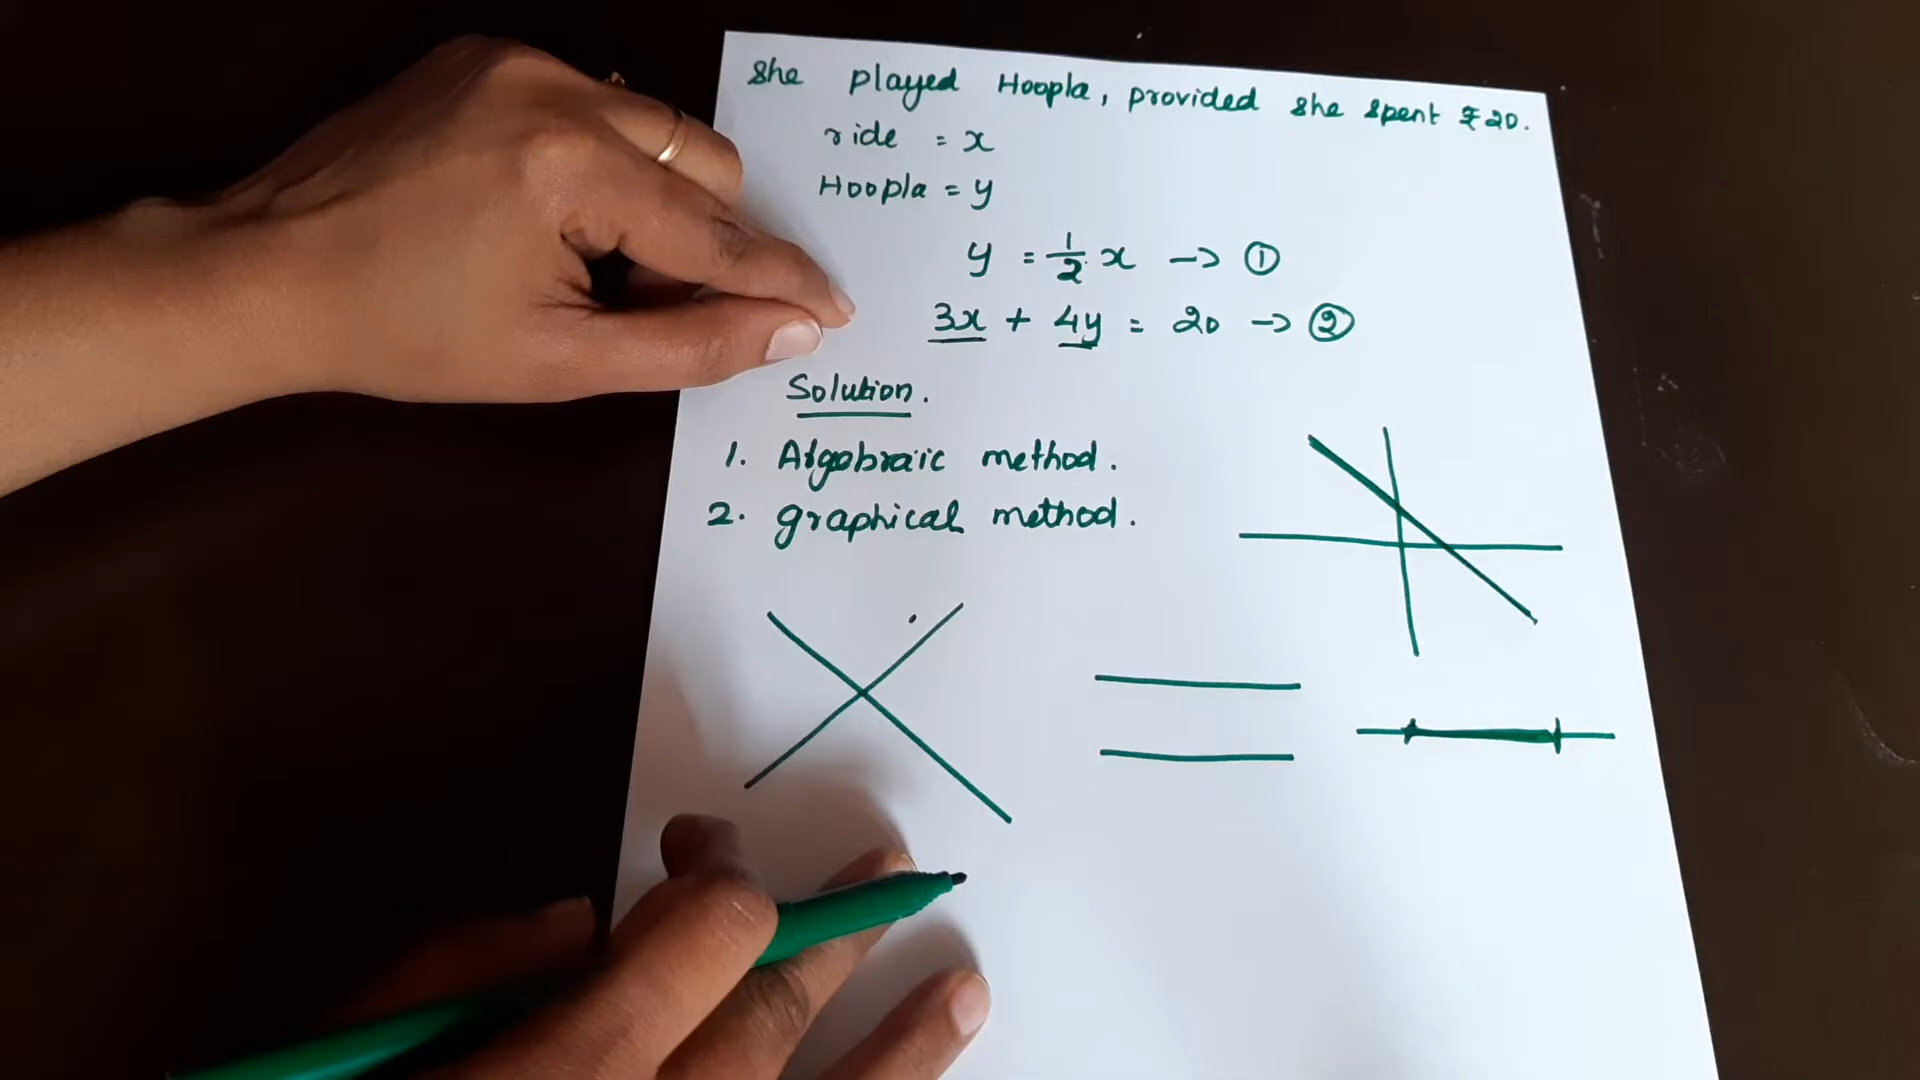 She played Hoopla, provided she spent ₹20.
ride = x
Hoopla = y
y = 1/2 x → ①
3x + 4y = 20 → ②
Solution.
1. Algebraic method.
2. graphical method.